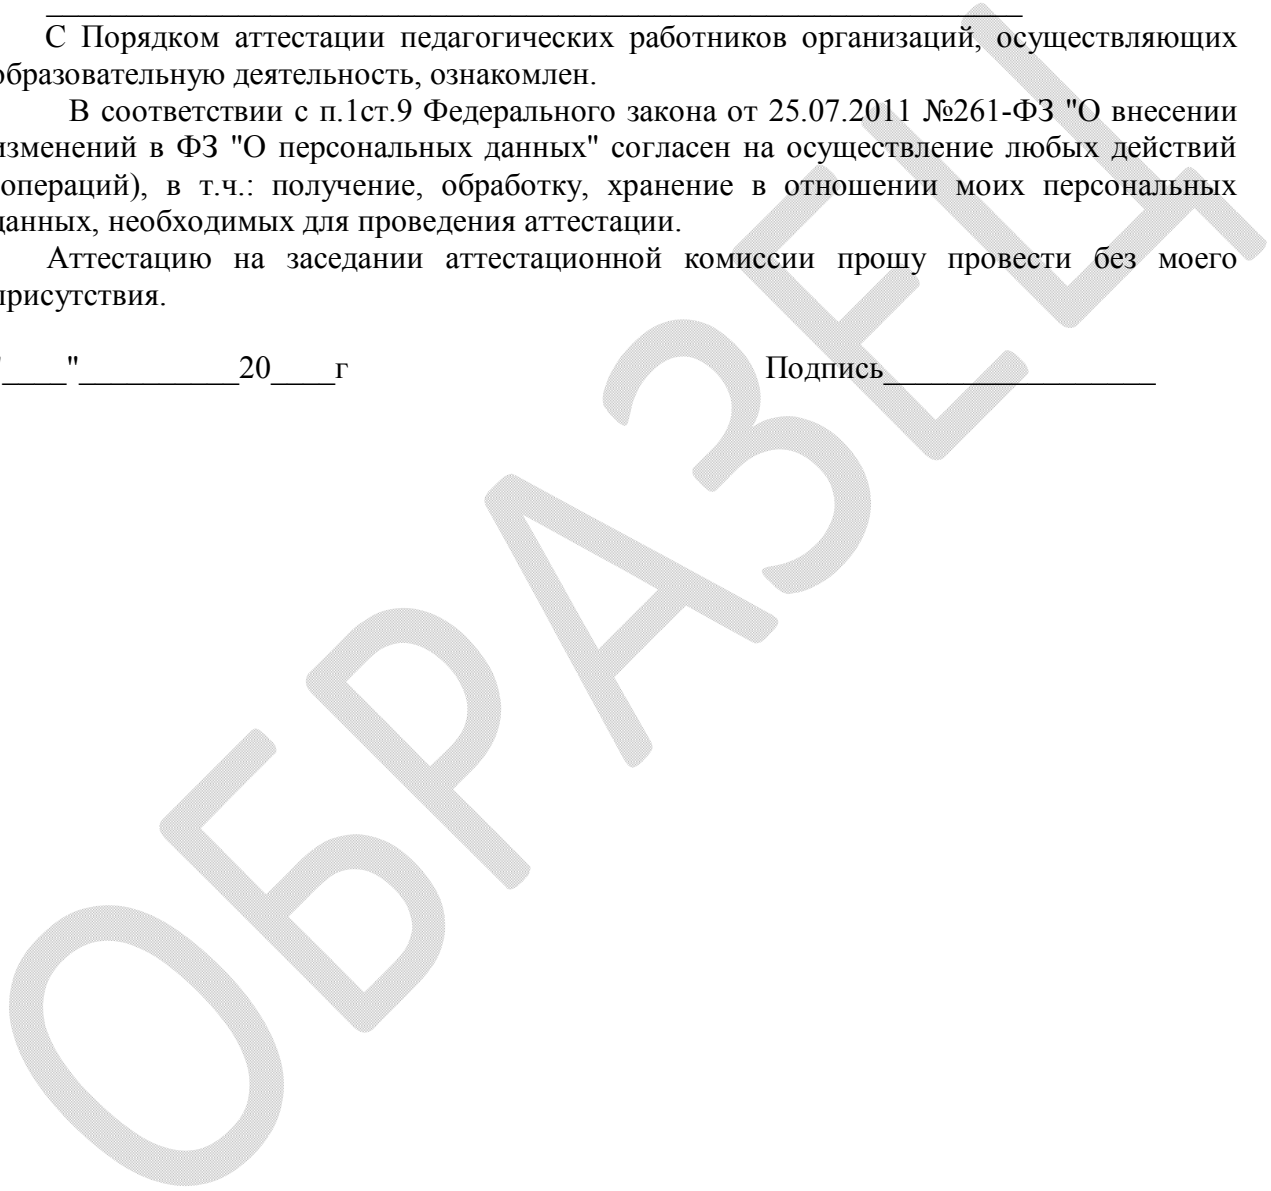 С Порядком аттестации педагогических работников организаций, осуществляющих
образовательную деятельность, ознакомлен.
В соответствии с п.1ст.9 Федерального закона от 25.07.2011 №261-ФЗ "О внесении
изменений в ФЗ "О персональных данных" согласен на осуществление любых действий
(операций), в т.ч.: получение, обработку, хранение в отношении моих персональных
данных, необходимых для проведения аттестации.
Аттестацию на заседании аттестационной комиссии прошу провести без моего
присутствия.
"____"__________20____г Подпись_________________
ОБРАЗЕЦ